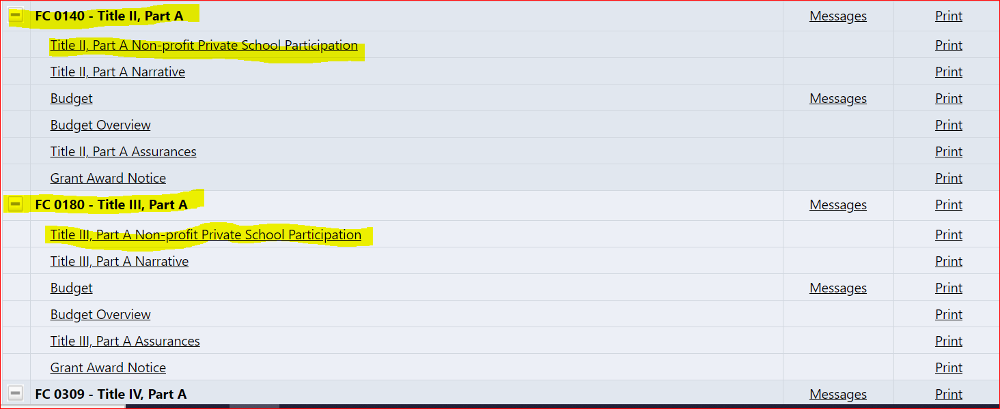 FC 0140 - Title II, Part A Messages Print
Title II, Part A Non-profit Private School Participation Print
Title II, Part A Narrative Print
Budget Messages Print
Budget Overview Print
Title II, Part A Assurances Print
Grant Award Notice Print
FC 0180 - Title III, Part A Messages Print
Title III, Part A Non-profit Private School Participation Print
Title III, Part A Narrative Print
Budget Messages Print
Budget Overview Print
Title III, Part A Assurances Print
Grant Award Notice Print
FC 0309 - Title IV, Part A Messages Print